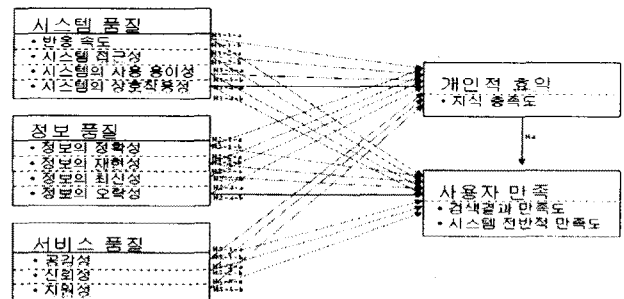 시스템 품질
• 반응 속도
• 시스템 접근성
• 시스템의 사용 용이성
• 시스템의 상호작용성
정보 품질
• 정보의 정확성
• 정보의 재현성
• 정보의 최신성
• 정보의 오락성
서비스 품질
• 공감성
• 신뢰성
• 지원성
개인적 효익
• 지식 충족도
사용자 만족
• 검색결과 만족도
• 시스템 전반적 만족도